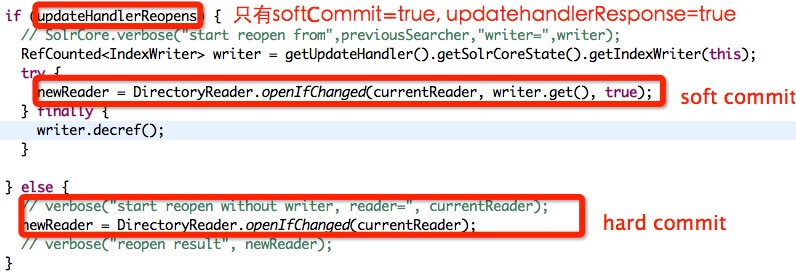 if (updateHandlerReopens) { 只有softCommit=true, updatehandlerResponse=true
// SolrCore.verbose("start reopen from",previousSearcher,"writer=",writer);
RefCounted<IndexWriter> writer = getUpdateHandler().getSolrCoreState().getIndexWriter(this);
try {
newReader = DirectoryReader.openIfChanged(currentReader, writer.get(), true); soft commit
} finally {
writer.decref();
}
} else {
// verbose("start reopen without writer, reader=", currentReader);
newReader = DirectoryReader.openIfChanged(currentReader); hard commit
// verbose("reopen result", newReader);
}